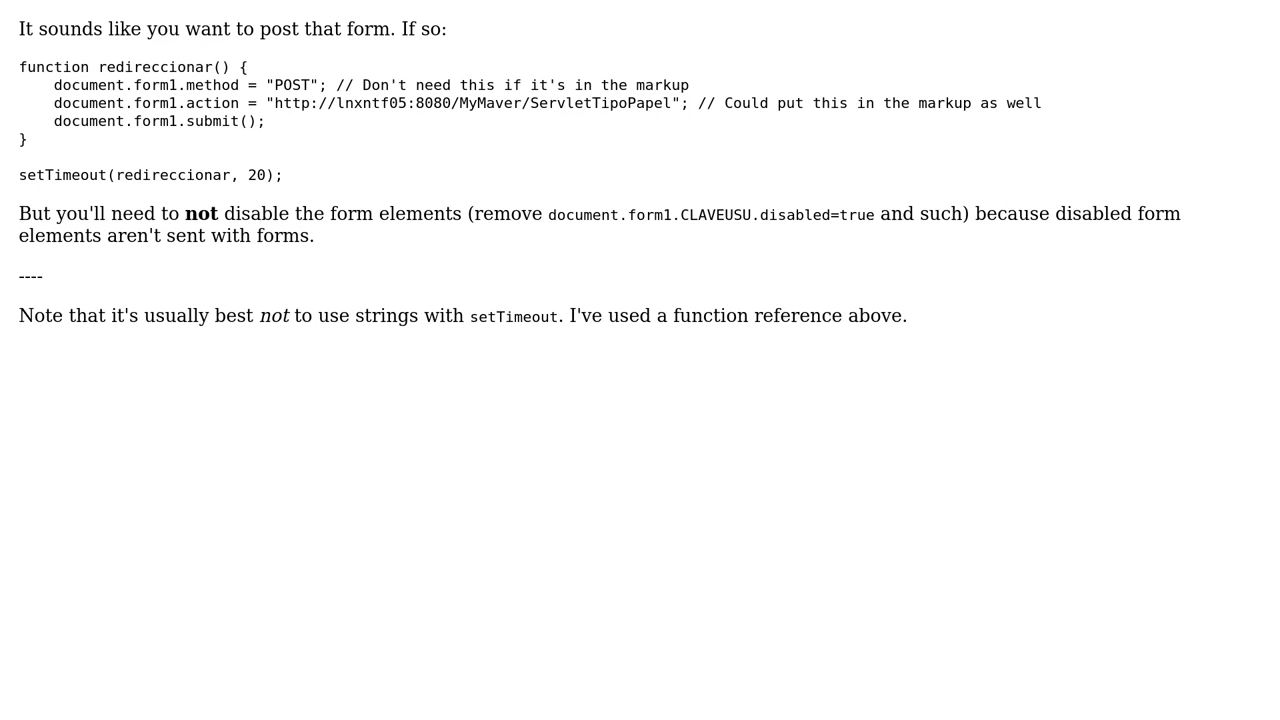 It sounds like you want to post that form. If so:
function redireccionar() {
    document.form1.method = "POST"; // Don't need this if it's in the markup
    document.form1.action = "http://lnxntf05:8080/MyMaver/ServletTipoPapel"; // Could put this in the markup as well
    document.form1.submit();
}
setTimeout(redireccionar, 20);
But you'll need to not disable the form elements (remove document.form1.CLAVEUSU.disabled=true and such) because disabled form
elements aren't sent with forms.
----
Note that it's usually best not to use strings with setTimeout. I've used a function reference above.